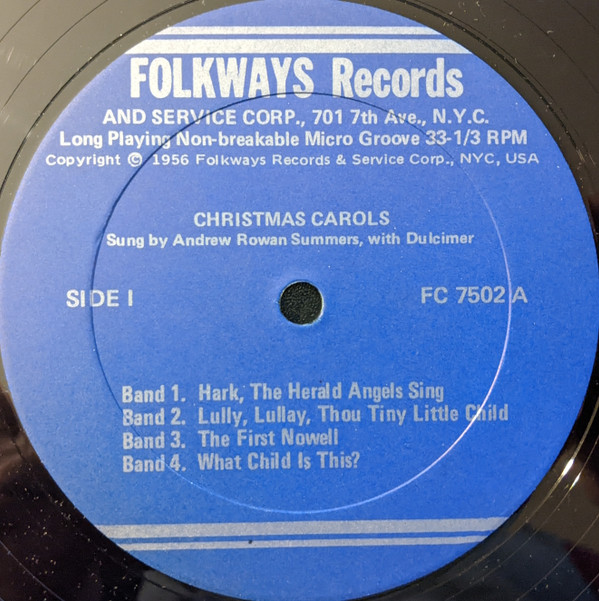 FOLKWAYS Records
AND SERVICE CORP., 701 7th Ave., N.Y.C.
Long Playing Non-breakable Micro Groove 33-1/3 RPM
Copyright © 1956 Folkways Records & Service Corp., NYC, USA
CHRISTMAS CAROLS
Sung by Andrew Rowan Summers, with Dulcimer
SIDE I FC 7502 A
Band 1. Hark, The Herald Angels Sing
Band 2. Lully, Lullay, Thou Tiny Little Child
Band 3. The First Nowell
Band 4. What Child Is This?